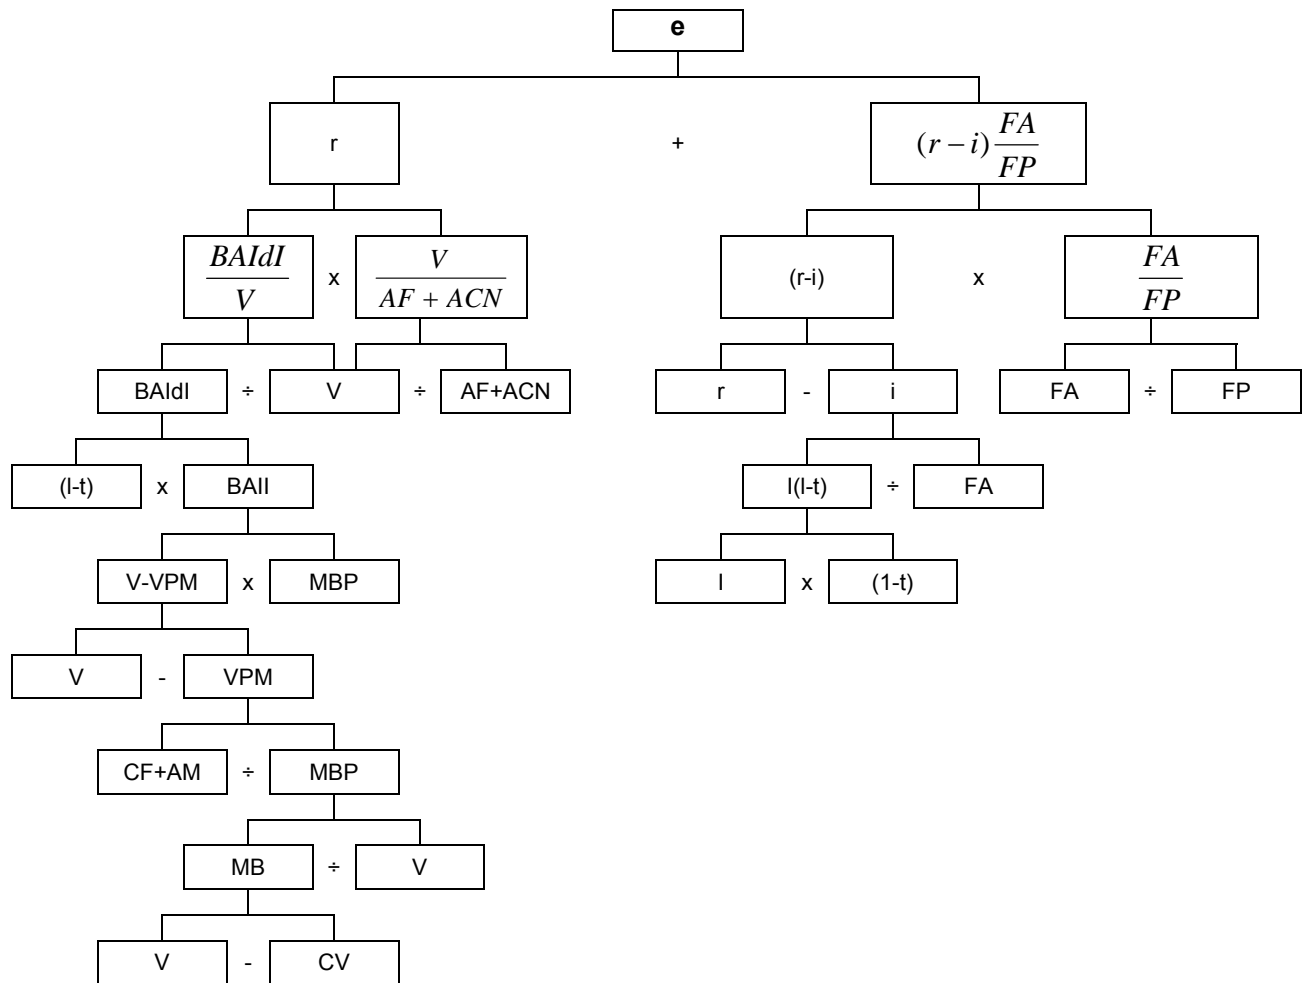 e
r + (r − i) FA/FP
BAIdI/V x V/(AF + ACN) (r-i) x FA/FP
BAIdI ÷ V ÷ AF+ACN r - i FA ÷ FP
(l-t) x BAII I(l-t) ÷ FA
V-VPM x MBP I x (1-t)
V - VPM
CF+AM ÷ MBP
MB ÷ V
V - CV